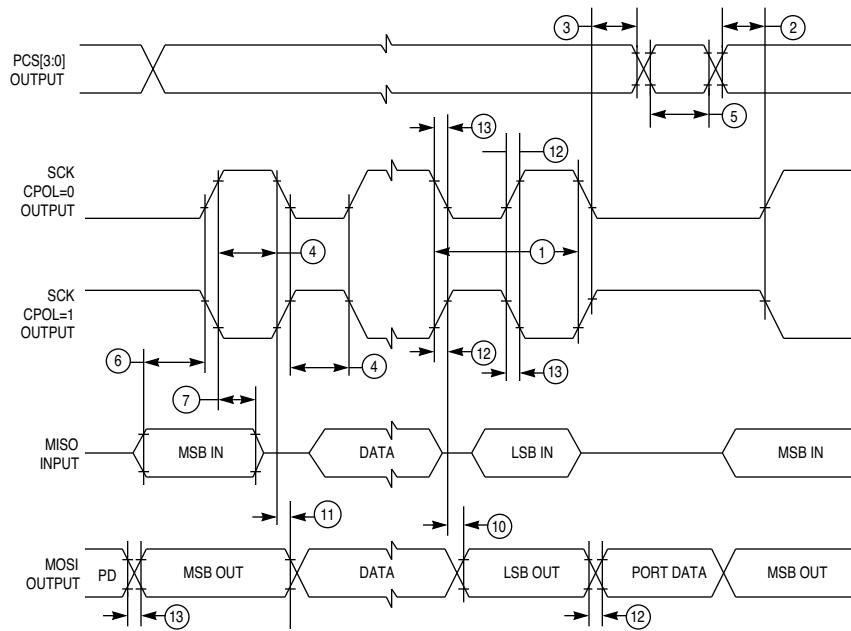 3
2
PCS[3:0]
OUTPUT
5
13
12
SCK
CPOL=0
OUTPUT
4
1
SCK
CPOL=1
OUTPUT
6
4
12
13
7
MISO
INPUT
MSB IN
DATA
LSB IN
MSB IN
11
10
MOSI
OUTPUT
PD
MSB OUT
DATA
LSB OUT
PORT DATA
MSB OUT
13
12